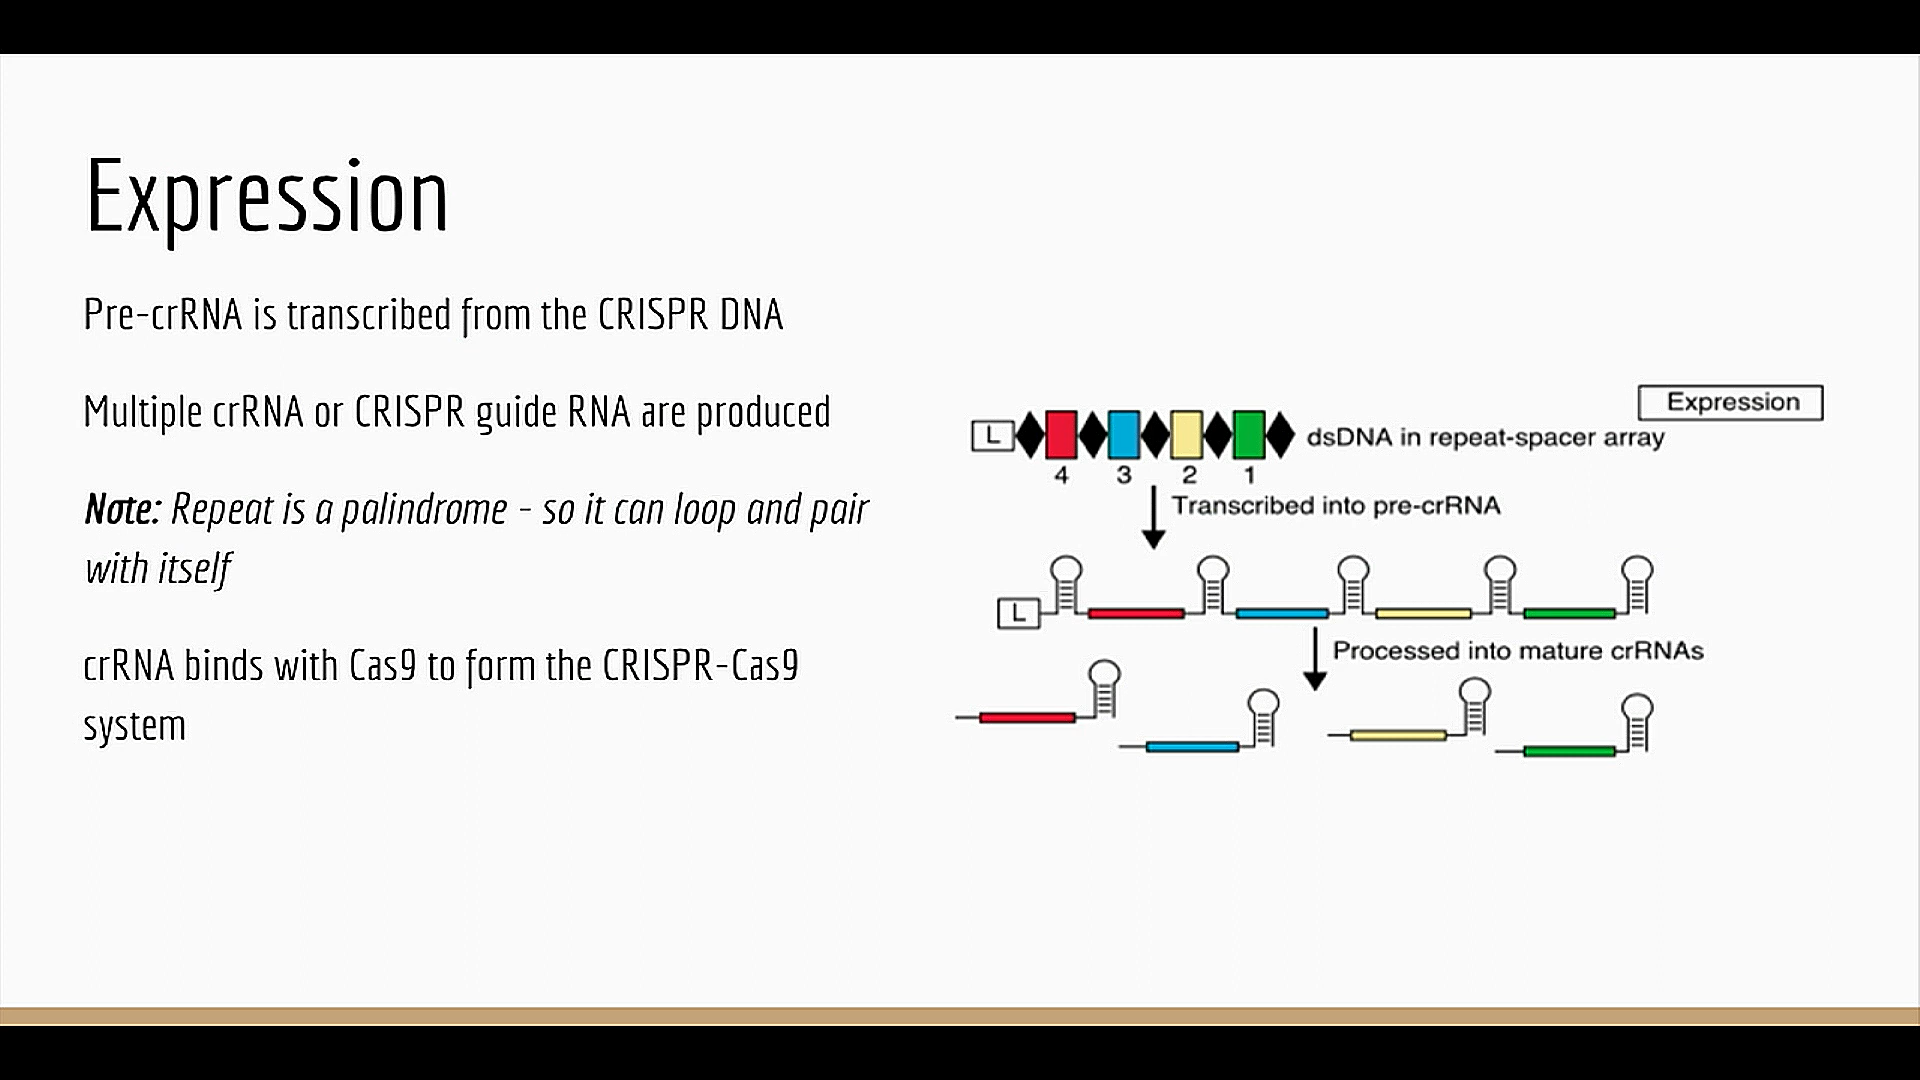 Expression
Pre-crRNA is transcribed from the CRISPR DNA
Multiple crRNA or CRISPR guide RNA are produced
Note: Repeat is a palindrome - so it can loop and pair
with itself
crRNA binds with Cas9 to form the CRISPR-Cas9
system
Expression
L
dsDNA in repeat-spacer array
4 3 2 1
Transcribed into pre-crRNA
L
Processed into mature crRNAs